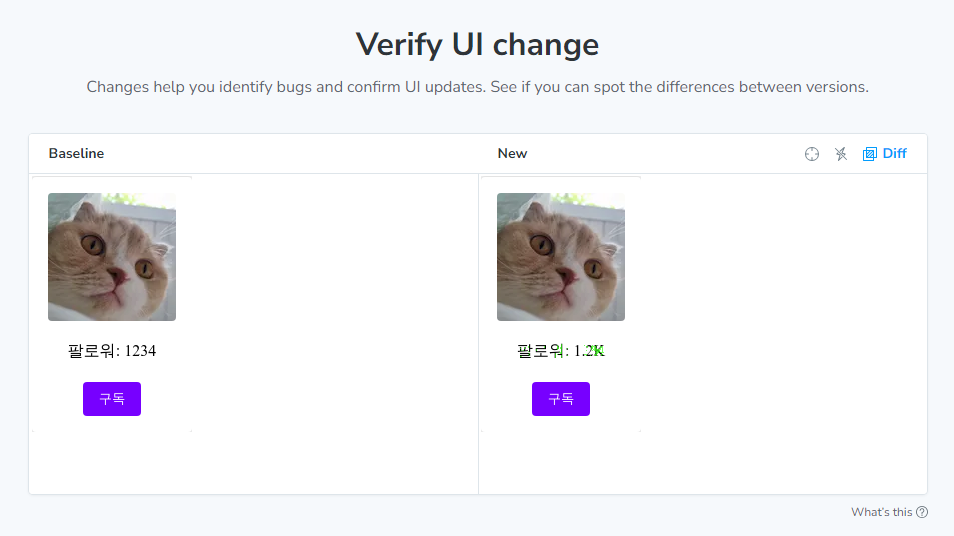 Verify UI change
Changes help you identify bugs and confirm UI updates. See if you can spot the differences between versions.
Baseline
New
Diff
팔로워: 1234
구독
팔로워: 1.2K
구독
What's this